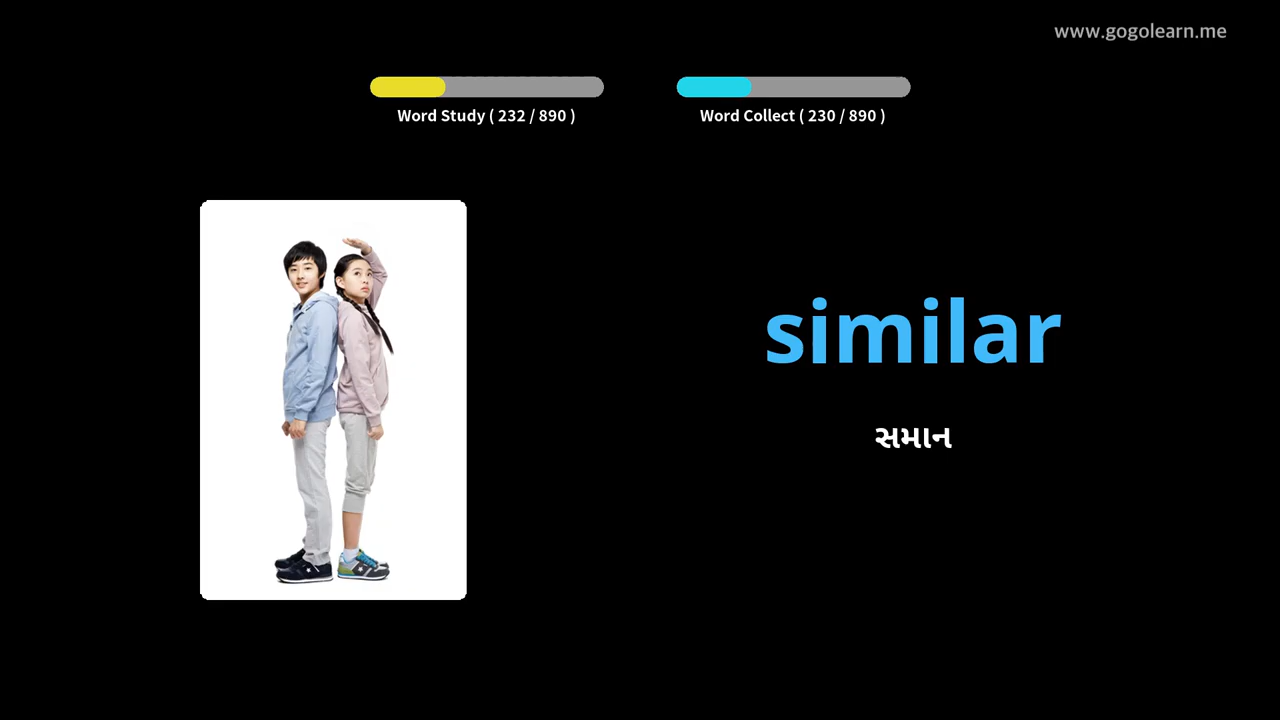 www.gogolearn.me
Word Study ( 232 / 890 )
Word Collect ( 230 / 890 )
similar
સમાન